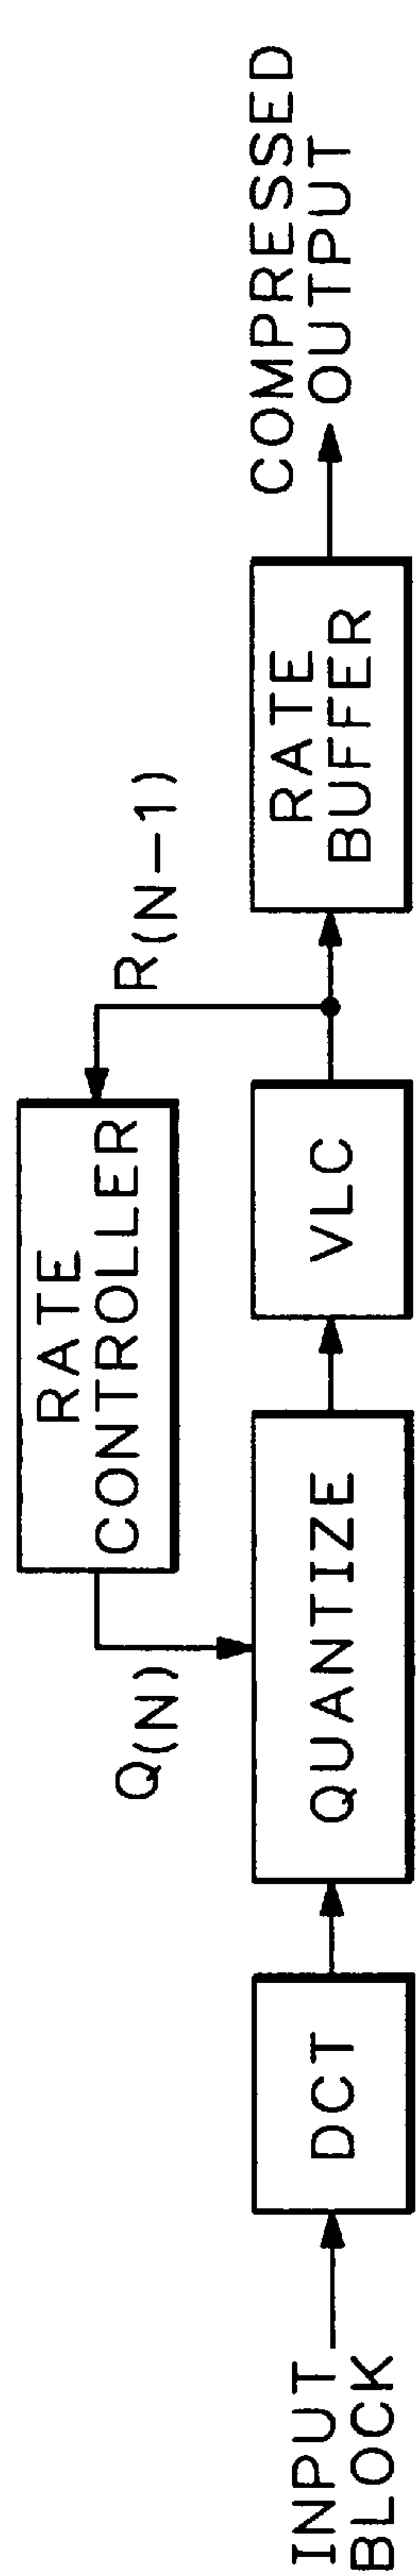 RATE
CONTROLLER
Q(N)
R(N-1)
INPUT
BLOCK
DCT
QUANTIZE
VLC
RATE
BUFFER
COMPRESSED
OUTPUT